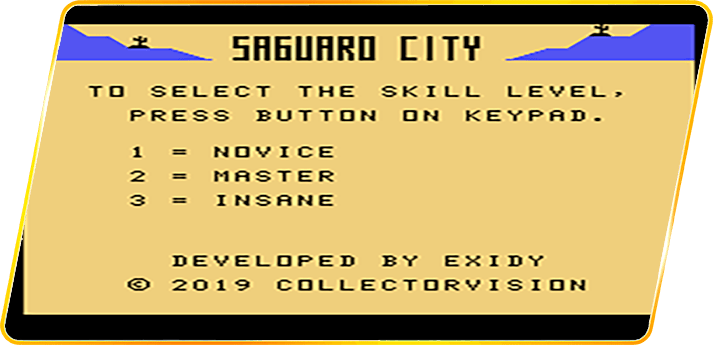 SAGUARO CITY
TO SELECT THE SKILL LEVEL,
PRESS BUTTON ON KEYPAD.
1 = NOVICE
2 = MASTER
3 = INSANE
DEVELOPED BY EXIDY
© 2019 COLLECTORVISION